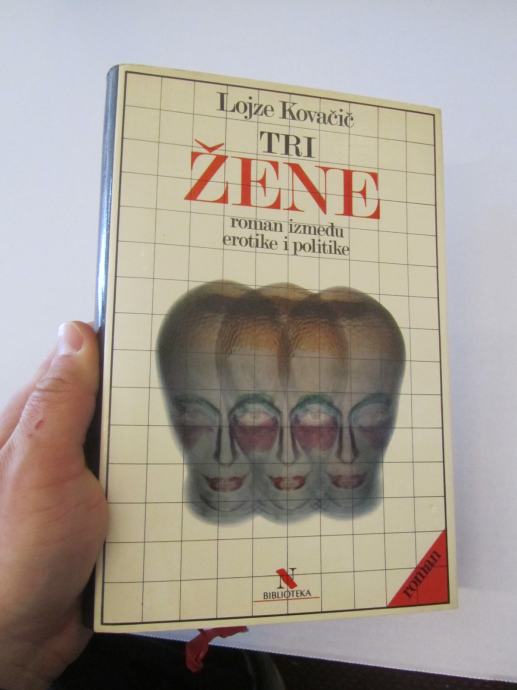 Lojze Kovačič
TRI
ŽENE
roman između
erotike i politike
N
BIBLIOTEKA
roman